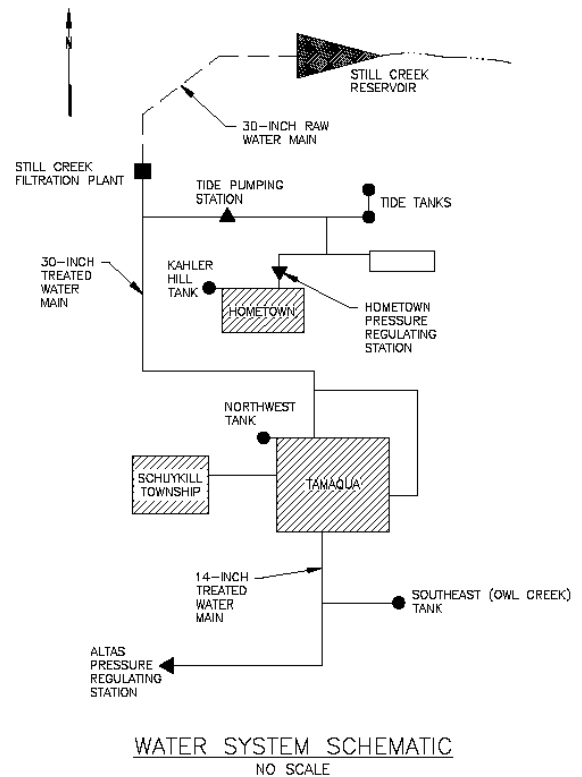 N
STILL CREEK
RESERVOIR
30-INCH RAW
WATER MAIN
STILL CREEK
FILTRATION PLANT
TIDE PUMPING
STATION
TIDE TANKS
30-INCH
TREATED
WATER
MAIN
KAHLER
HILL
TANK
HOMETOWN
HOMETOWN
PRESSURE
REGULATING
STATION
NORTHWEST
TANK
SCHUYKILL
TOWNSHIP
TAMAQUA
14-INCH
TREATED
WATER
MAIN
SOUTHEAST (OWL CREEK)
TANK
ALTAS
PRESSURE
REGULATING
STATION
WATER SYSTEM SCHEMATIC
NO SCALE